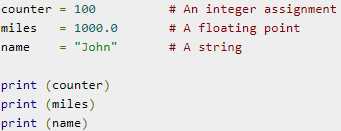 counter = 100          # An integer assignment
miles   = 1000.0       # A floating point
name    = "John"       # A string

print (counter)
print (miles)
print (name)